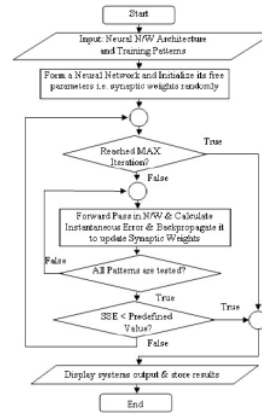 Start
Input: Neural N/W Architecture
and Training Patterns
Form a Neural Network and Initialize its free
parameters i.e. synaptic weights randomly
Reached MAX
Iteration?
True
False
Forward Pass in N/W & Calculate
Instantaneous Error & Backpropagate it
to update Synaptic Weights
False
All Patterns are tested?
True
SSE < Predefined
Value?
True
False
Display systems output & store results
End